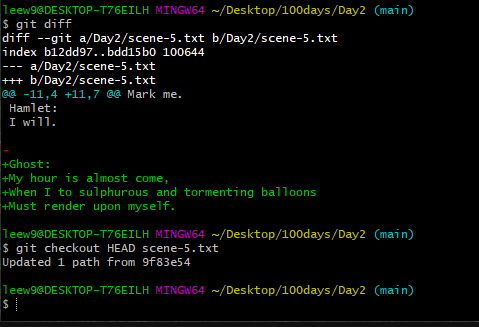 leew9@DESKTOP-T76EILH MINGW64 ~/Desktop/100days/Day2 (main)
$ git diff
diff --git a/Day2/scene-5.txt b/Day2/scene-5.txt
index b12dd97..bdd15b0 100644
--- a/Day2/scene-5.txt
+++ b/Day2/scene-5.txt
@@ -11,4 +11,7 @@ Mark me.
 Hamlet:
 I will.

-
+Ghost:
+My hour is almost come,
+When I to sulphurous and tormenting balloons
+Must render upon myself.

leew9@DESKTOP-T76EILH MINGW64 ~/Desktop/100days/Day2 (main)
$ git checkout HEAD scene-5.txt
Updated 1 path from 9f83e54

leew9@DESKTOP-T76EILH MINGW64 ~/Desktop/100days/Day2 (main)
$